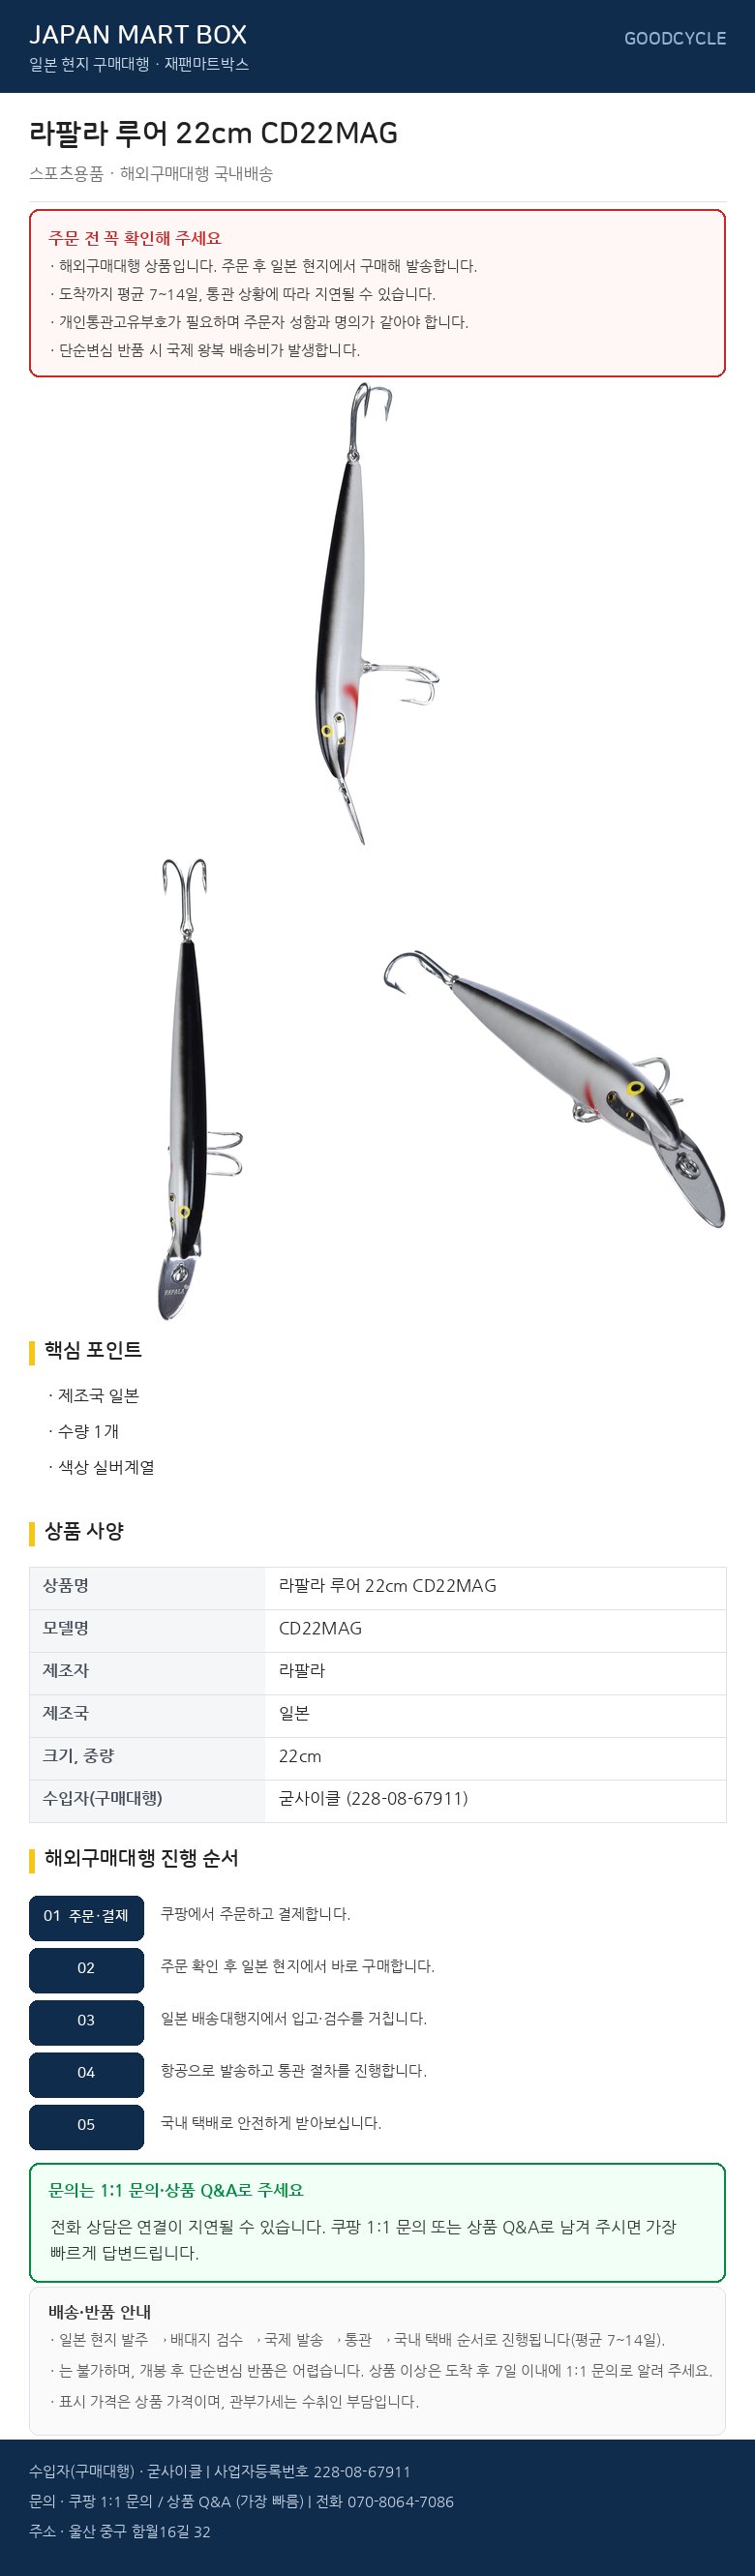 JAPAN MART BOX
GOODCYCLE
일본 현지 구매대행 · 재팬마트박스
라팔라 루어 22cm CD22MAG
스포츠용품 · 해외구매대행 국내배송
주문 전 꼭 확인해 주세요
· 해외구매대행 상품입니다. 주문 후 일본 현지에서 구매해 발송합니다.
· 도착까지 평균 7~14일, 통관 상황에 따라 지연될 수 있습니다.
· 개인통관고유부호가 필요하며 주문자 성함과 명의가 같아야 합니다.
· 단순변심 반품 시 국제 왕복 배송비가 발생합니다.
RAPALA
핵심 포인트
· 제조국 일본
· 수량 1개
· 색상 실버계열
상품 사양
상품명 라팔라 루어 22cm CD22MAG
모델명 CD22MAG
제조자 라팔라
제조국 일본
크기, 중량 22cm
수입자(구매대행) 굳사이클 (228-08-67911)
해외구매대행 진행 순서
01 주문·결제 쿠팡에서 주문하고 결제합니다.
02 주문 확인 후 일본 현지에서 바로 구매합니다.
03 일본 배송대행지에서 입고·검수를 거칩니다.
04 항공으로 발송하고 통관 절차를 진행합니다.
05 국내 택배로 안전하게 받아보십니다.
문의는 1:1 문의·상품 Q&A로 주세요
전화 상담은 연결이 지연될 수 있습니다. 쿠팡 1:1 문의 또는 상품 Q&A로 남겨 주시면 가장
빠르게 답변드립니다.
배송·반품 안내
· 일본 현지 발주 › 배대지 검수 › 국제 발송 › 통관 › 국내 택배 순서로 진행됩니다(평균 7~14일).
· 는 불가하며, 개봉 후 단순변심 반품은 어렵습니다. 상품 이상은 도착 후 7일 이내에 1:1 문의로 알려 주세요.
· 표시 가격은 상품 가격이며, 관부가세는 수취인 부담입니다.
수입자(구매대행) · 굳사이클 | 사업자등록번호 228-08-67911
문의 · 쿠팡 1:1 문의 / 상품 Q&A (가장 빠름) | 전화 070-8064-7086
주소 · 울산 중구 함월16길 32